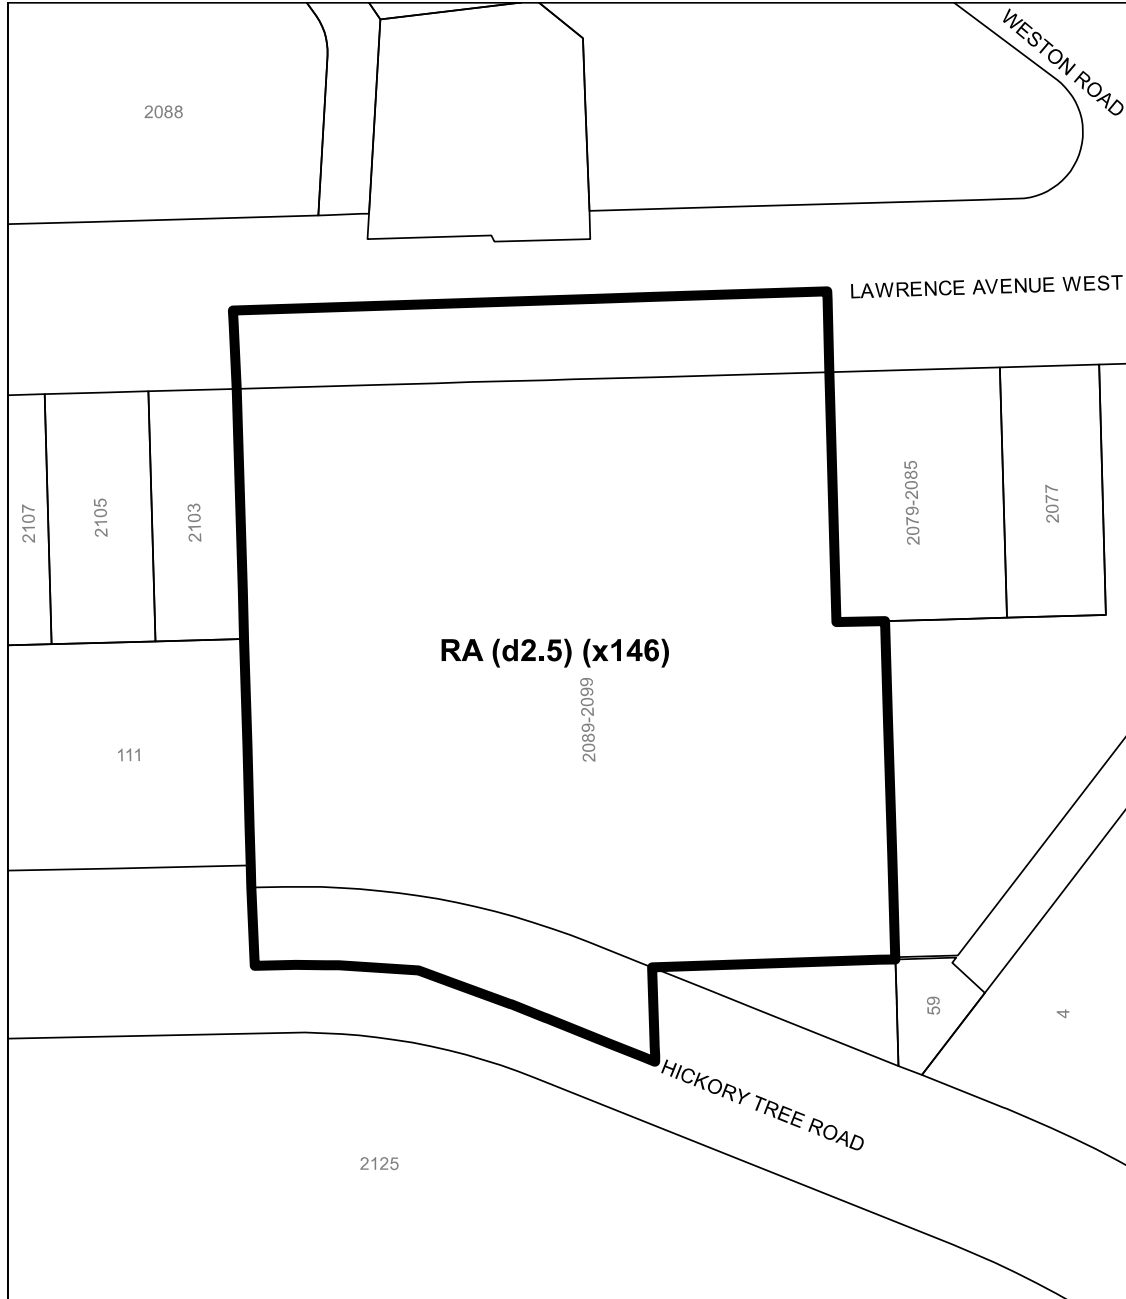 WESTON ROAD
2088
LAWRENCE AVENUE WEST
2107
2105
2103
2079-2085
2077
RA (d2.5) (x146)
2089-2099
111
59
4
HICKORY TREE ROAD
2125